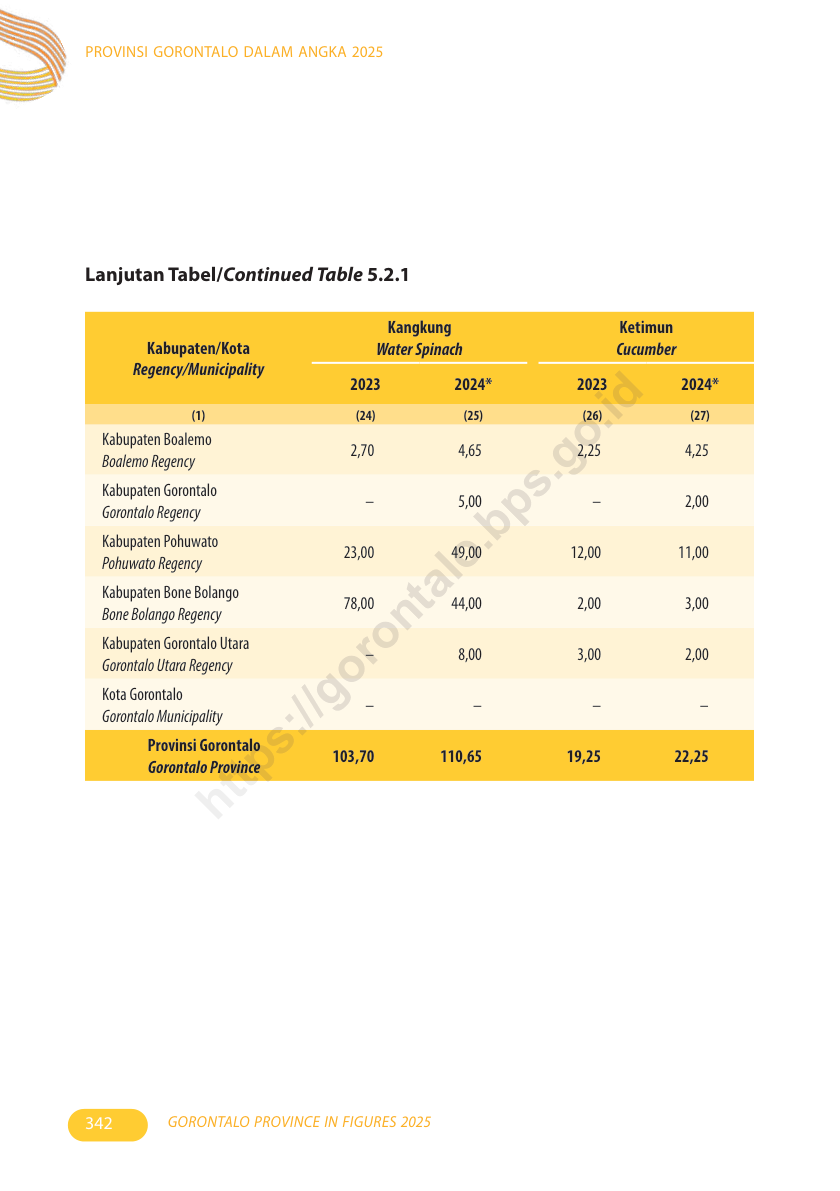 PROVINSI GORONTALO DALAM ANGKA 2025
Lanjutan Tabel/Continued Table 5.2.1
Kabupaten/Kota
Regency/Municipality
Kangkung
Water Spinach
Ketimun
Cucumber
2023 2024* 2023 2024*
(1) (24) (25) (26) (27)
Kabupaten Boalemo
Boalemo Regency
2,70 4,65 2,25 4,25
Kabupaten Gorontalo
Gorontalo Regency
– 5,00 – 2,00
Kabupaten Pohuwato
Pohuwato Regency
23,00 49,00 12,00 11,00
Kabupaten Bone Bolango
Bone Bolango Regency
78,00 44,00 2,00 3,00
Kabupaten Gorontalo Utara
Gorontalo Utara Regency
– 8,00 3,00 2,00
Kota Gorontalo
Gorontalo Municipality
– – – –
Provinsi Gorontalo
Gorontalo Province
103,70 110,65 19,25 22,25
https://gorontalo.bps.go.id
342 GORONTALO PROVINCE IN FIGURES 2025